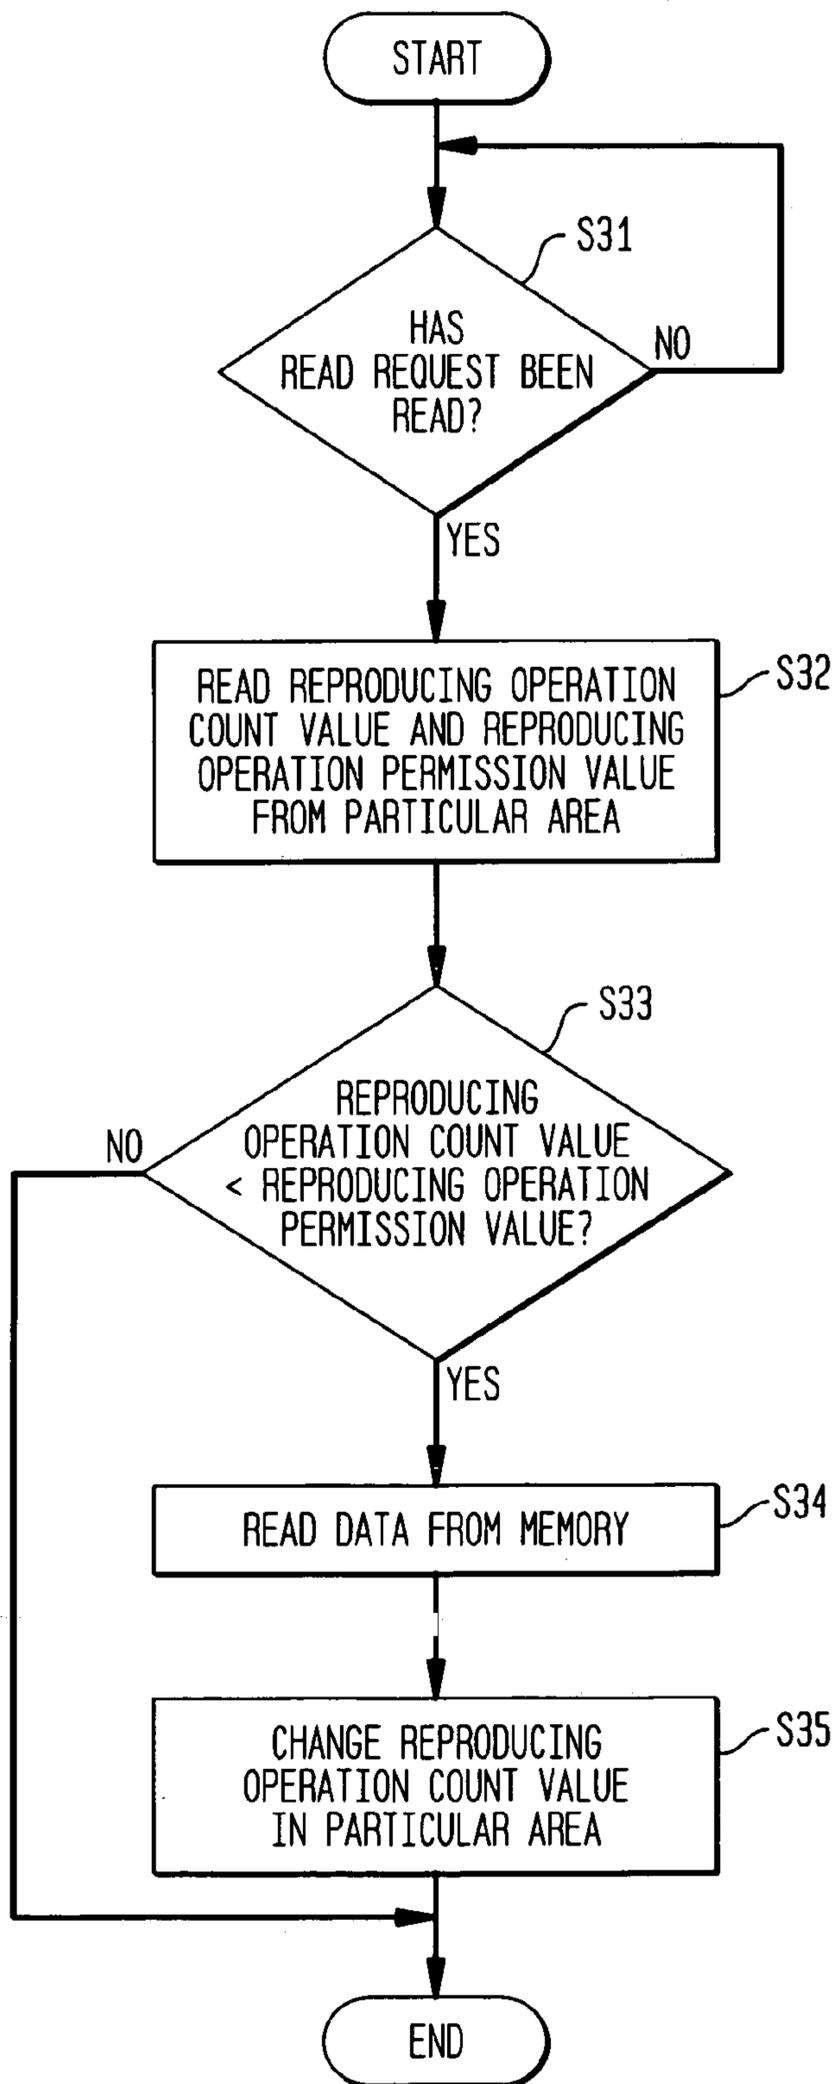 START
S31
HAS
READ REQUEST BEEN
READ?
NO
YES
S32
READ REPRODUCING OPERATION
COUNT VALUE AND REPRODUCING
OPERATION PERMISSION VALUE
FROM PARTICULAR AREA
S33
REPRODUCING
OPERATION COUNT VALUE
< REPRODUCING OPERATION
PERMISSION VALUE?
NO
YES
S34
READ DATA FROM MEMORY
S35
CHANGE REPRODUCING
OPERATION COUNT VALUE
IN PARTICULAR AREA
END